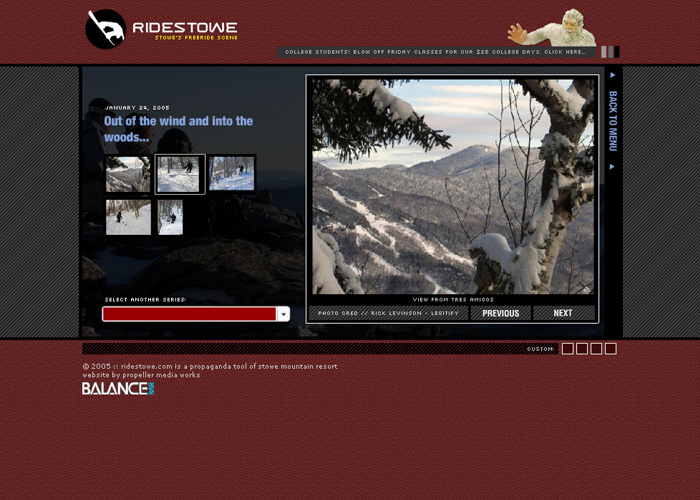 RIDESTOWE
STOWE'S FREERIDE SCENE
COLLEGE STUDENTS! BLOW OFF FRIDAY CLASSES FOR OUR $25 COLLEGE DAYS. CLICK HERE...
BACK TO MENU
JANUARY 24, 2005
Out of the wind and into the
woods...
SELECT ANOTHER SERIES:
VIEW FROM TRES AMIGOS
PHOTO CRED // RICK LEVINSON - LEGITIFY
PREVIOUS
NEXT
CUSTOM:
© 2005 :: ridestowe.com is a propaganda tool of stowe mountain resort
website by propeller media works
BALANCE